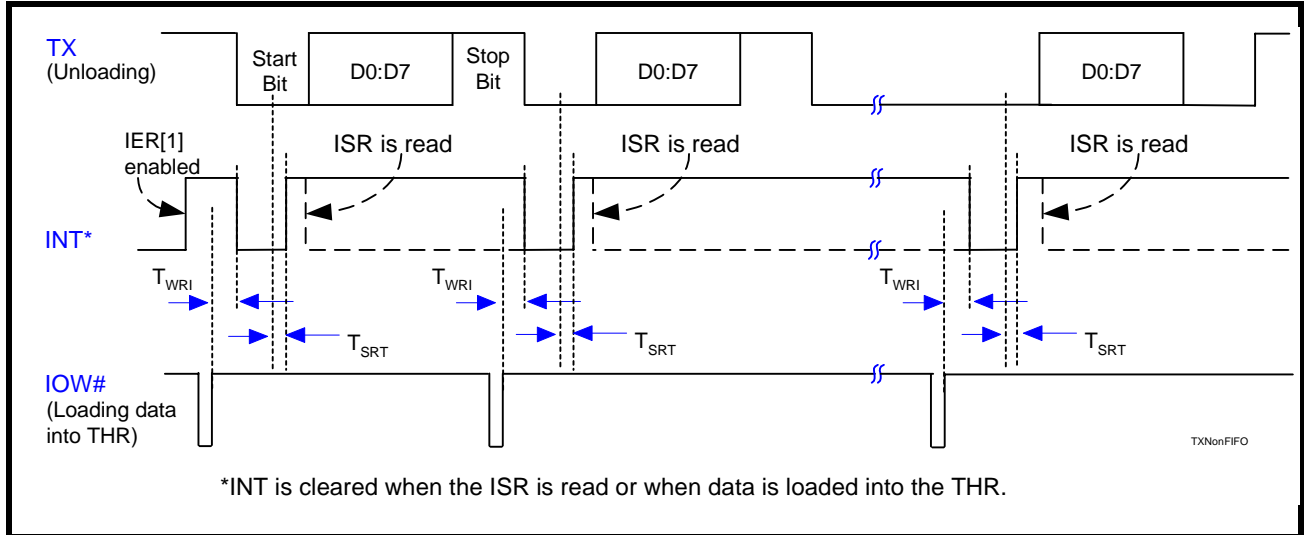 TX
(Unloading)
Start
Bit
D0:D7
Stop
Bit
D0:D7
D0:D7
IER[1]
enabled
ISR is read
ISR is read
ISR is read
INT*
TWRI
TWRI
TWRI
TSRT
TSRT
TSRT
IOW#
(Loading data
into THR)
TXNonFIFO
*INT is cleared when the ISR is read or when data is loaded into the THR.